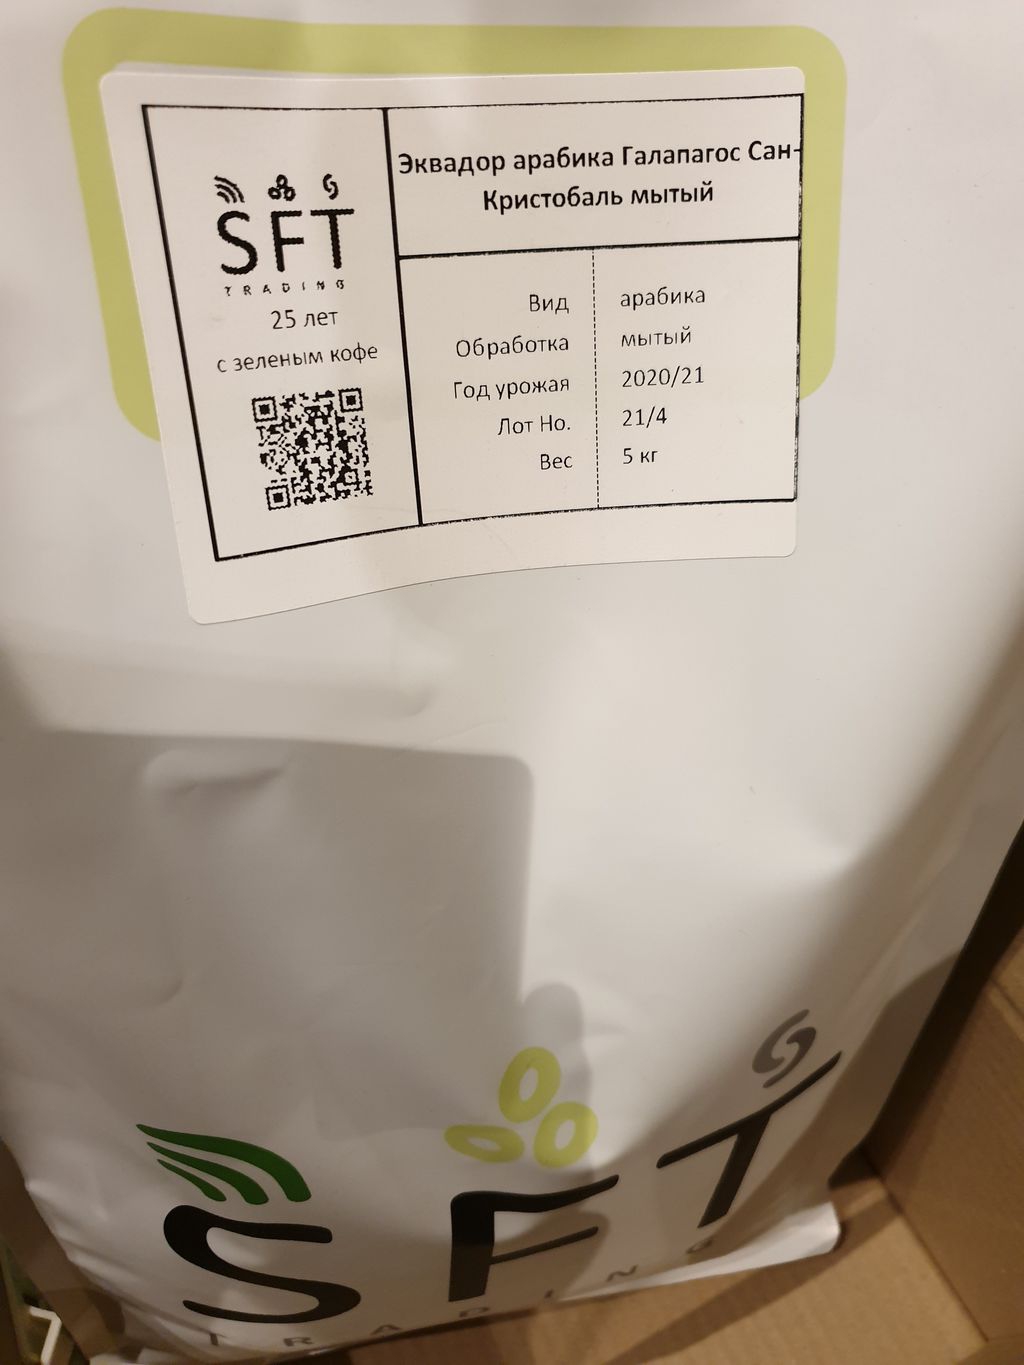 SFT
TRADING
25 лет
с зеленым кофе
Эквадор арабика Галапагос Сан-
Кристобаль мытый
Вид арабика
Обработка мытый
Год урожая 2020/21
Лот Но. 21/4
Вес 5 кг
SFT
TRADING